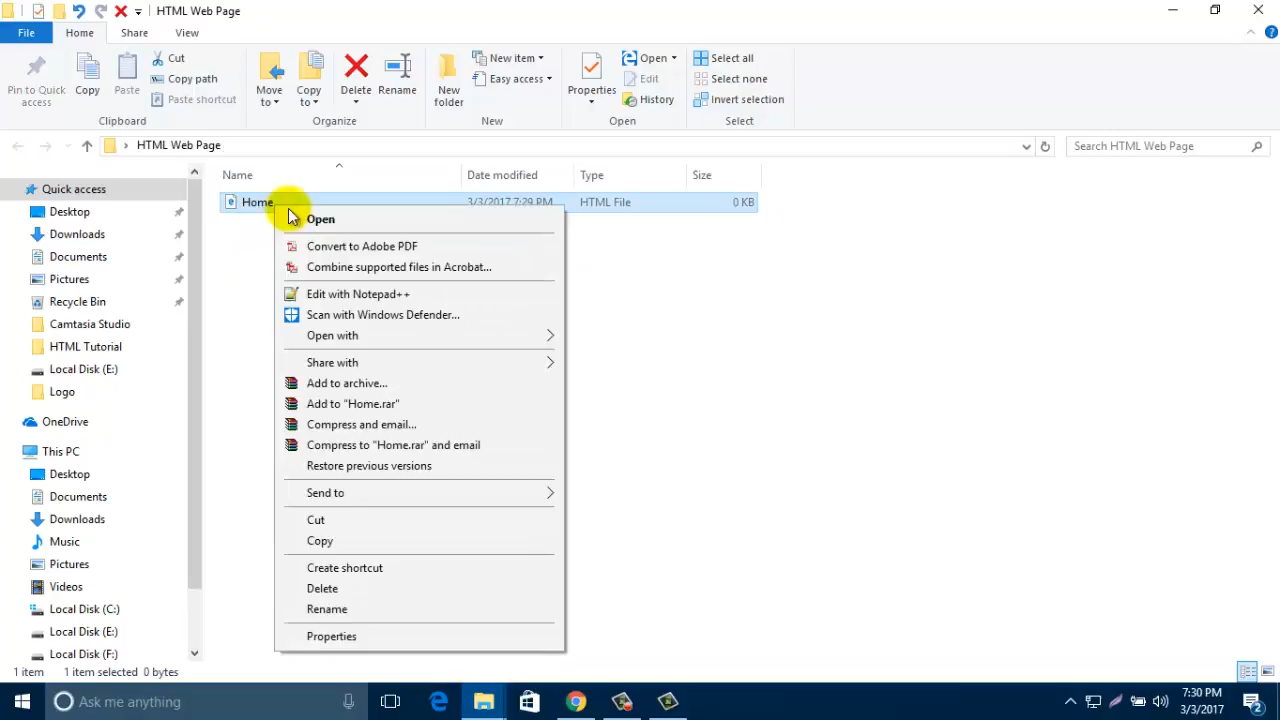 HTML Web Page
File Home Share View
Pin to Quick access
Copy
Paste
Cut
Copy path
Paste shortcut
Clipboard
Move to
Copy to
Delete
Rename
Organize
New folder
New item
Easy access
New
Properties
Open
Edit
History
Open
Select all
Select none
Invert selection
Select
HTML Web Page
Search HTML Web Page
Name Date modified Type Size
Home 3/3/2017 7:29 PM HTML File 0 KB
Quick access
Desktop
Downloads
Documents
Pictures
Recycle Bin
Camtasia Studio
HTML Tutorial
Local Disk (E:)
Logo
OneDrive
This PC
Desktop
Documents
Downloads
Music
Pictures
Videos
Local Disk (C:)
Local Disk (E:)
Local Disk (F:)
Open
Convert to Adobe PDF
Combine supported files in Acrobat...
Edit with Notepad++
Scan with Windows Defender...
Open with
Share with
Add to archive...
Add to "Home.rar"
Compress and email...
Compress to "Home.rar" and email
Restore previous versions
Send to
Cut
Copy
Create shortcut
Delete
Rename
Properties
1 item 1 item selected 0 bytes
Ask me anything
7:30 PM
3/3/2017
2